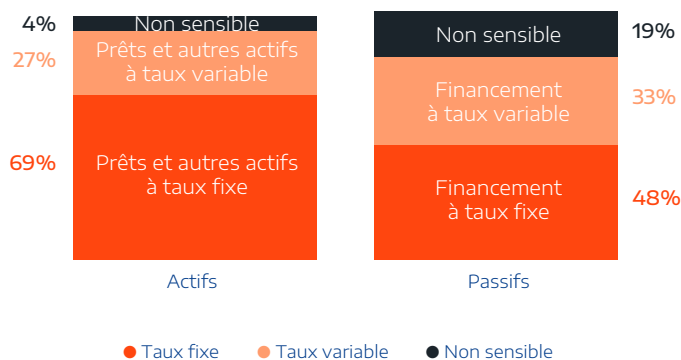 4%
Non sensible
27%
Prêts et autres actifs
à taux variable
69%
Prêts et autres actifs
à taux fixe
Actifs
Non sensible
19%
Financement
à taux variable
33%
Financement
à taux fixe
48%
Passifs
Taux fixe
Taux variable
Non sensible